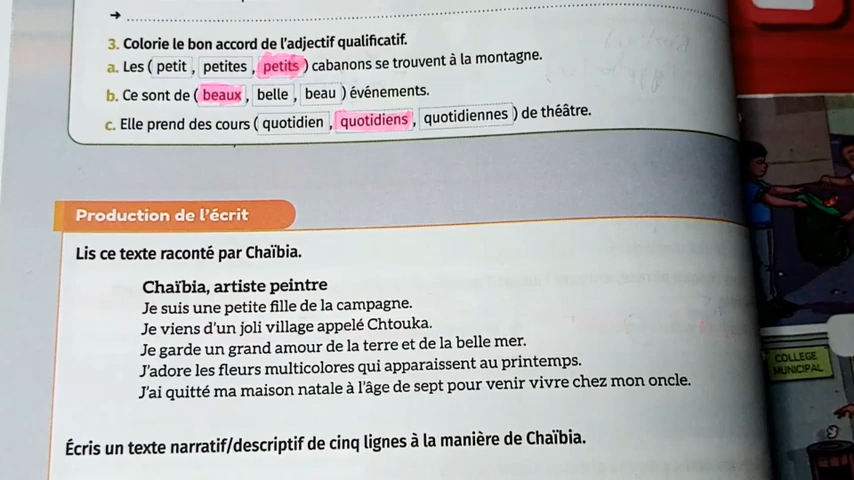 3. Colorie le bon accord de l'adjectif qualificatif.
a. Les ( petit , petites , petits ) cabanons se trouvent à la montagne.
b. Ce sont de ( beaux , belle , beau ) événements.
c. Elle prend des cours ( quotidien , quotidiens , quotidiennes ) de théâtre.
Production de l'écrit
Lis ce texte raconté par Chaïbia.
Chaïbia, artiste peintre
Je suis une petite fille de la campagne.
Je viens d'un joli village appelé Chtouka.
Je garde un grand amour de la terre et de la belle mer.
J'adore les fleurs multicolores qui apparaissent au printemps.
J'ai quitté ma maison natale à l'âge de sept pour venir vivre chez mon oncle.
Écris un texte narratif/descriptif de cinq lignes à la manière de Chaïbia.
COLLEGE
MUNICIPAL